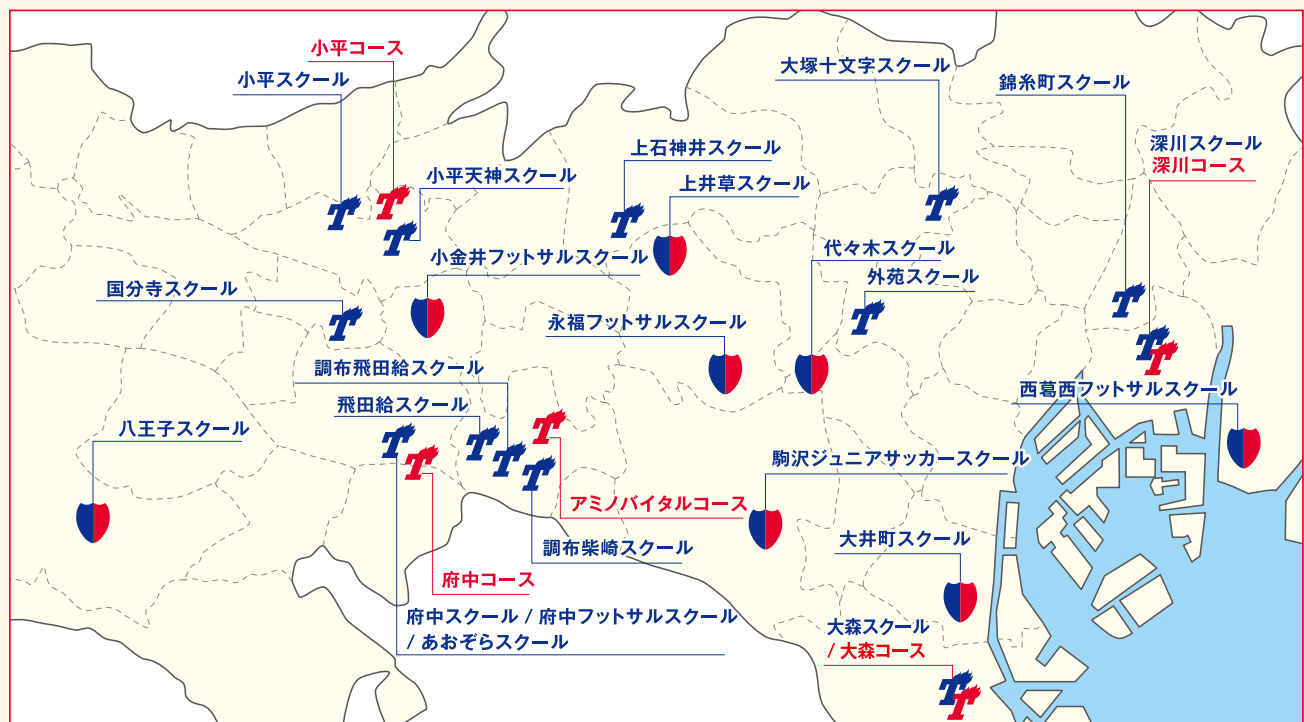 小平コース
小平スクール
大塚十文字スクール
錦糸町スクール
深川スクール
深川コース
上石神井スクール
小平天神スクール
上井草スクール
代々木スクール
小金井フットサルスクール
外苑スクール
国分寺スクール
永福フットサルスクール
調布飛田給スクール
西葛西フットサルスクール
飛田給スクール
八王子スクール
駒沢ジュニアサッカースクール
アミノバイタルコース
大井町スクール
調布柴崎スクール
府中コース
府中スクール / 府中フットサルスクール
/ あおぞらスクール
大森スクール
/ 大森コース